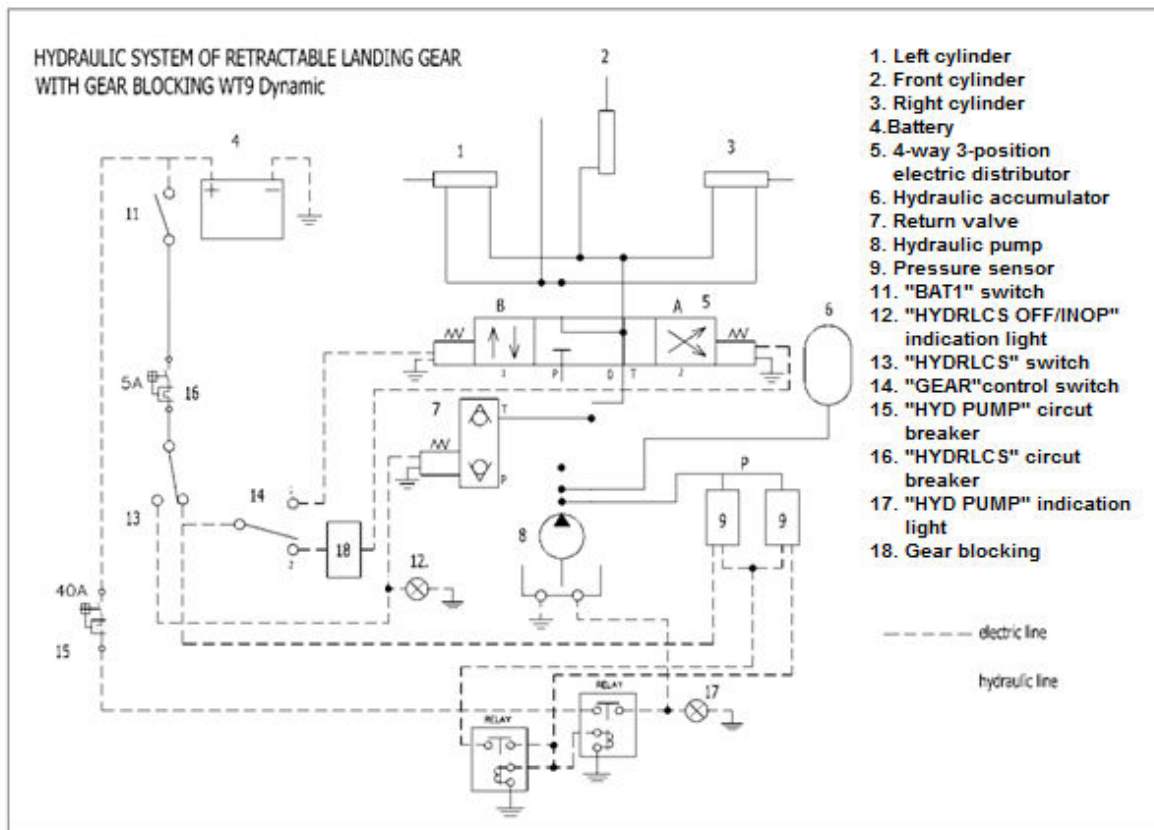 HYDRAULIC SYSTEM OF RETRACTABLE LANDING GEAR
WITH GEAR BLOCKING WT9 Dynamic
1. Left cylinder
2. Front cylinder
3. Right cylinder
4.Battery
5. 4-way 3-position
electric distributor
6. Hydraulic accumulator
7. Return valve
8. Hydraulic pump
9. Pressure sensor
11. "BAT1" switch
12. "HYDRLCS OFF/INOP"
indication light
13. "HYDRLCS" switch
14. "GEAR"control switch
15. "HYD PUMP" circut
breaker
16. "HYDRLCS" circut
breaker
17. "HYD PUMP" indication
light
18. Gear blocking
electric line
hydraulic line
2
4
1
3
+
−
11
B
A
5
6
P
T
5A
16
7
T
P
P
14
13
2
18
8
9
9
12.
40A
15
17
RELAY
RELAY